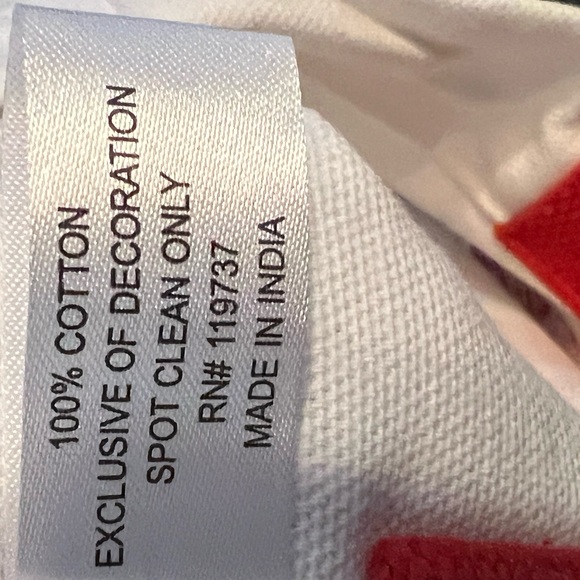 100% COTTON
EXCLUSIVE OF DECORATION
SPOT CLEAN ONLY
RN# 119737
MADE IN INDIA